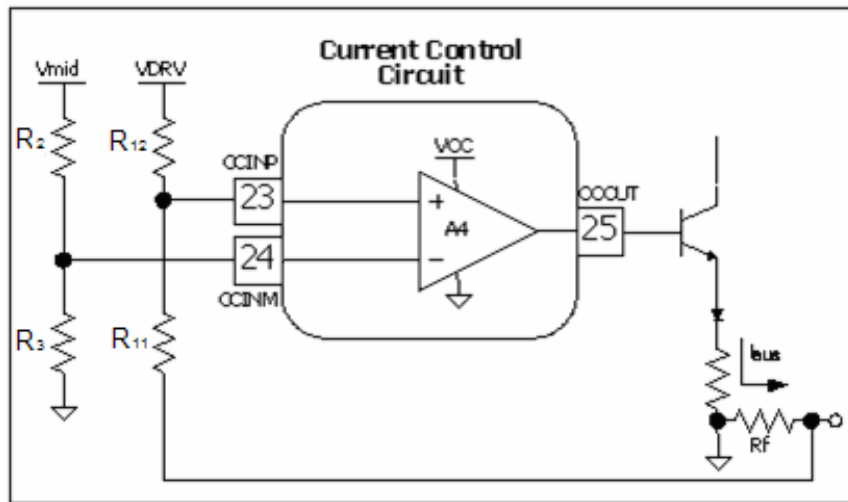 Current Control
Circuit
Vmid
VDRV
R2
R12
CCINP
23
VCC
+
A4
−
CCOUT
25
24
CCINM
R3
R11
Ibus
Rf